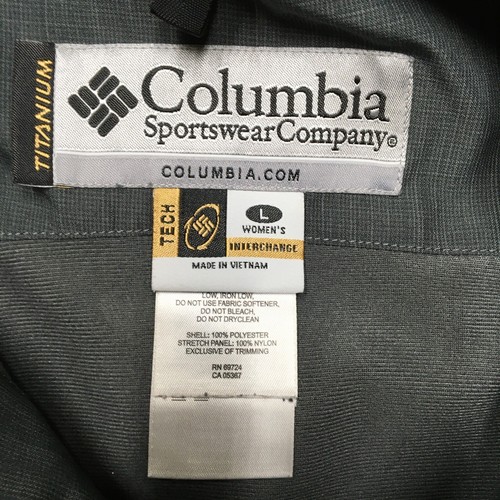 TITANIUM
Columbia
Sportswear Company®
COLUMBIA.COM
TECH
L
WOMEN'S
INTERCHANGE
MADE IN VIETNAM
LOW, IRON LOW,
DO NOT USE FABRIC SOFTENER,
DO NOT BLEACH,
DO NOT DRYCLEAN
SHELL: 100% POLYESTER
STRETCH PANEL: 100% NYLON
EXCLUSIVE OF TRIMMING
RN 69724
CA 05367